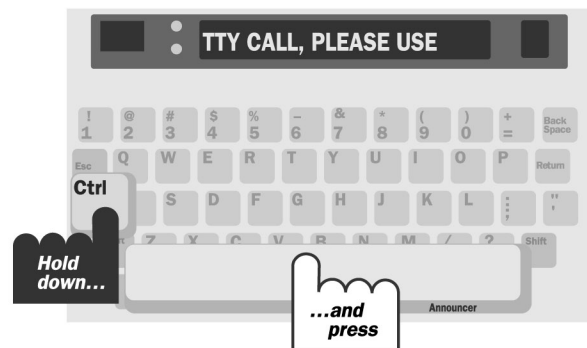 TTY CALL, PLEASE USE
! @ # $ % – & * ( ) + Back
1 2 3 4 5 6 7 8 9 0 = Space
Esc Q W E R T Y U I O P Return
Ctrl S D F G H J K L : ; " '
Z X C V B N M / ? Shift
Hold
down...
...and
press
Announcer